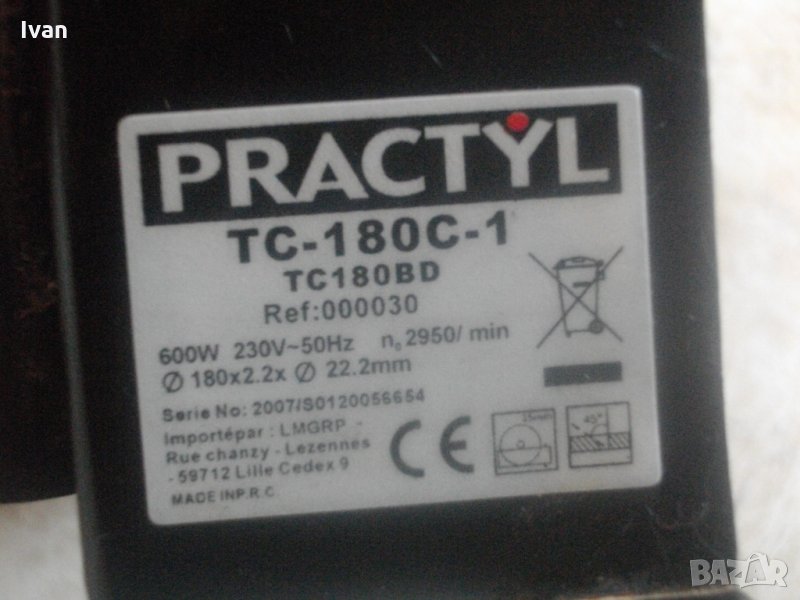 Ivan
PRACTYL
TC-180C-1
TC180BD
Ref:000030
600W 230V~50Hz n₀ 2950/ min
Ø 180x2.2x Ø 22.2mm
Serie No: 2007/S0120056654
Importépar : LMGRP -
Rue chanzy - Lezennes
- 59712 Lille Cedex 9
MADE INP.R.C
CE
45°
BAZAR